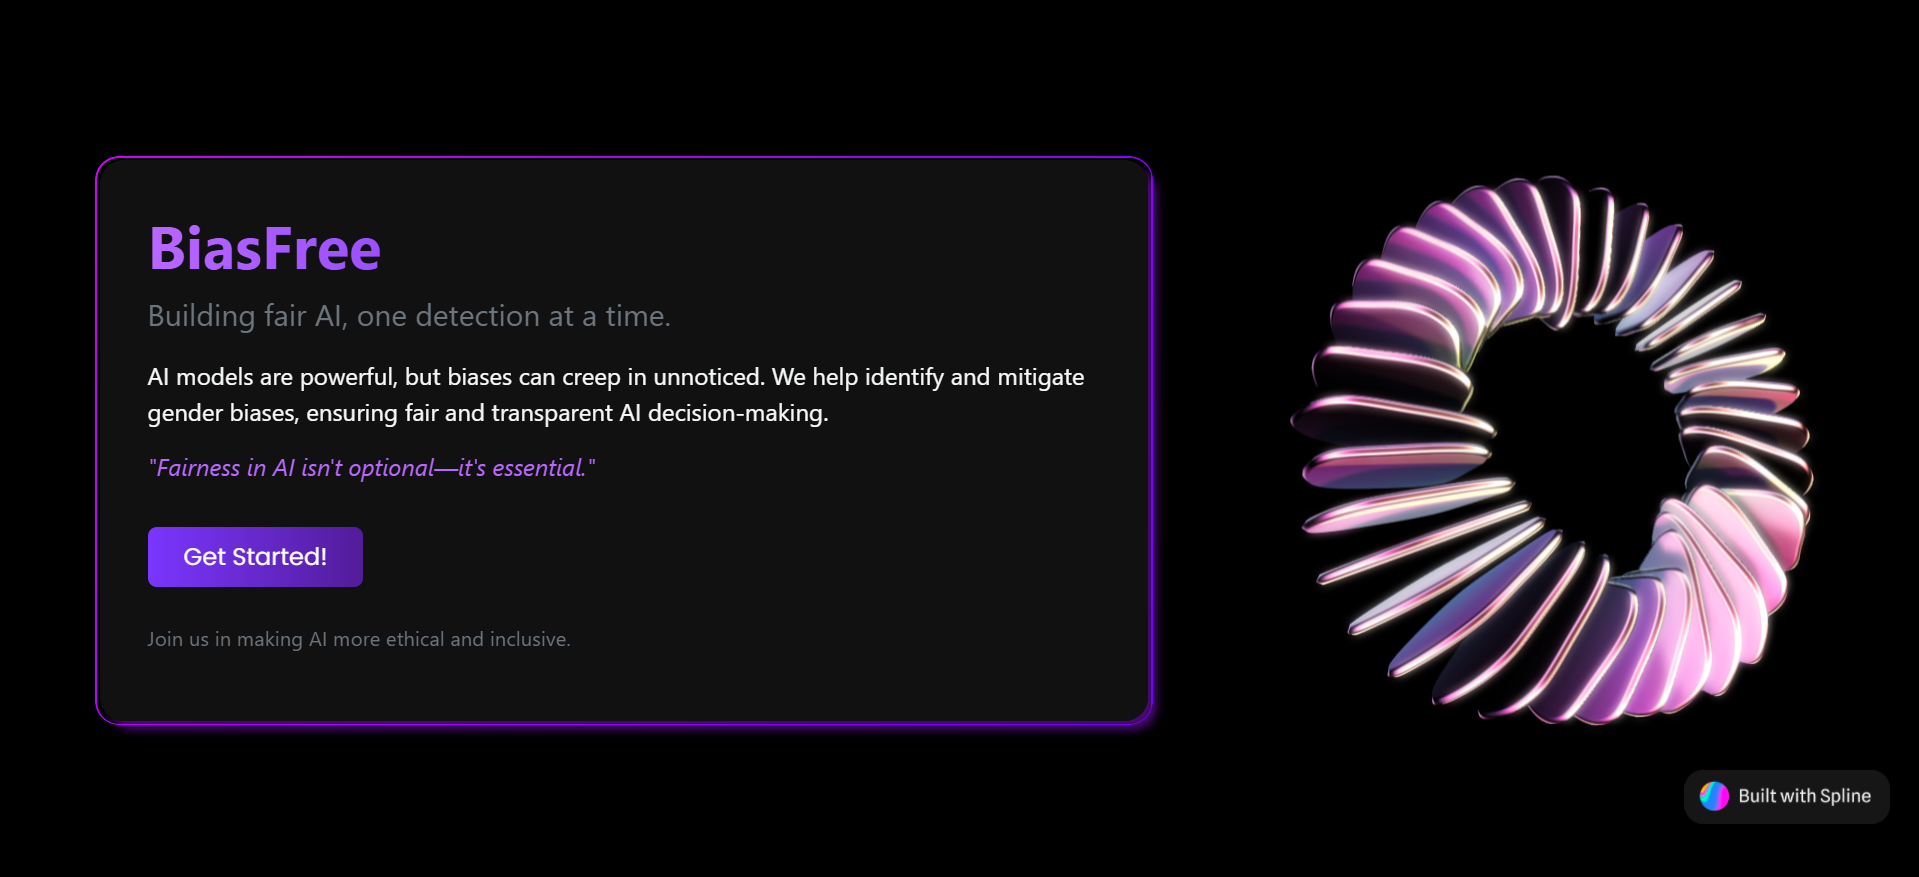 BiasFree
Building fair AI, one detection at a time.
AI models are powerful, but biases can creep in unnoticed. We help identify and mitigate
gender biases, ensuring fair and transparent AI decision-making.
"Fairness in AI isn't optional—it's essential."
Get Started!
Join us in making AI more ethical and inclusive.
Built with Spline